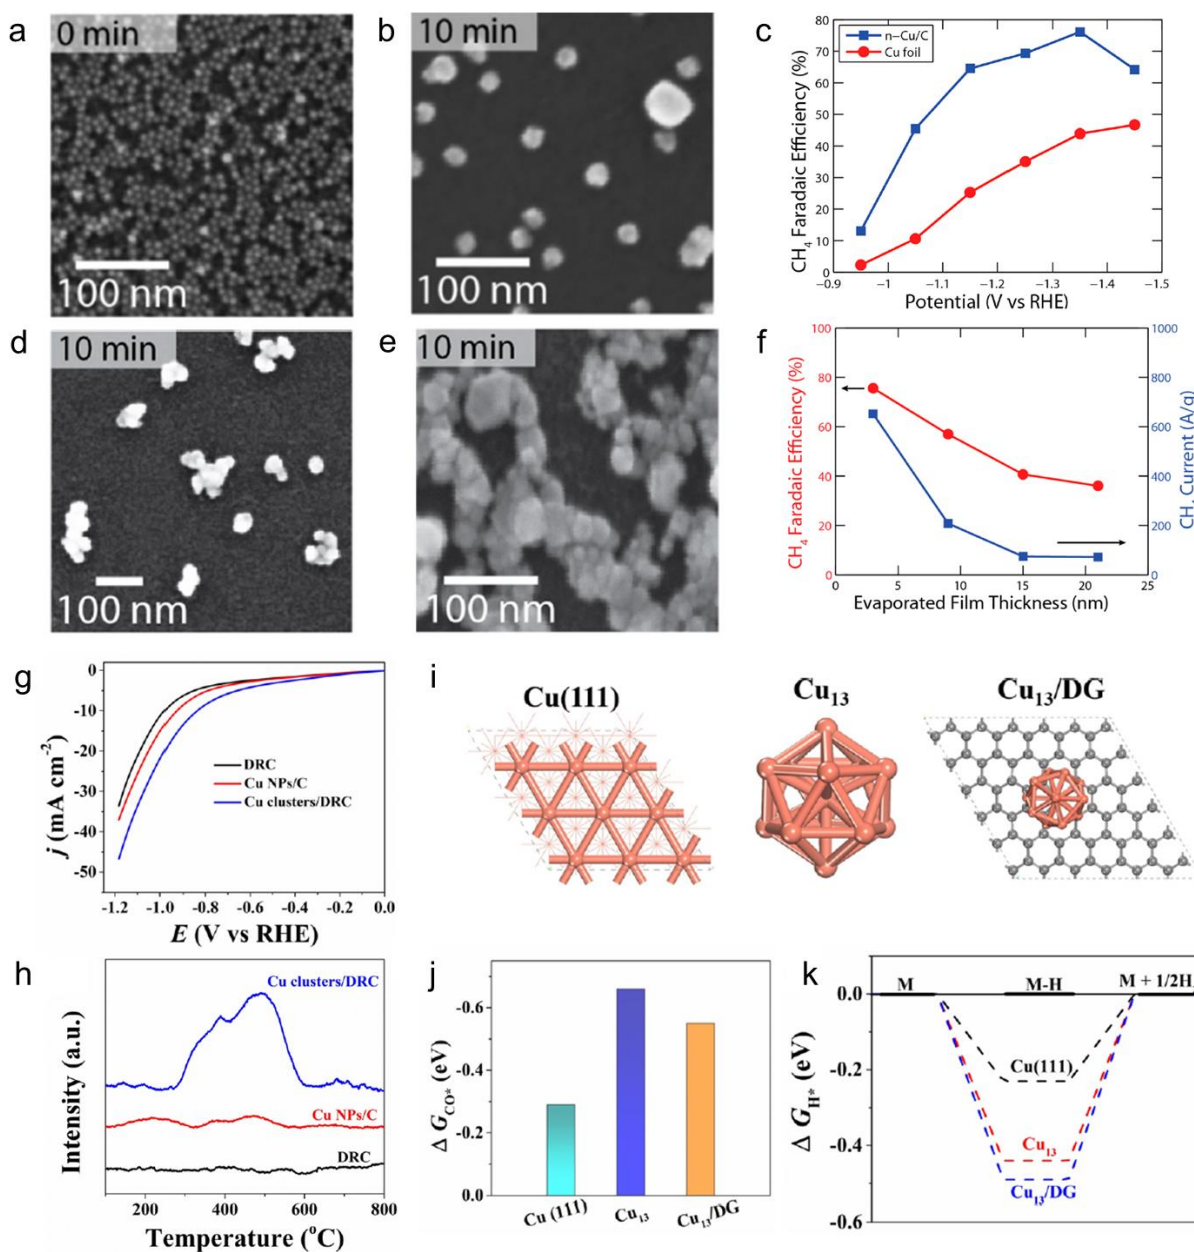 a
0 min
100 nm
b
10 min
100 nm
c
n-Cu/C
Cu foil
CH4 Faradaic Efficiency (%)
80
70
60
50
40
30
20
10
0
-0.9
-1
-1.1
-1.2
-1.3
-1.4
-1.5
Potential (V vs RHE)
d
10 min
100 nm
e
10 min
100 nm
f
CH4 Faradaic Efficiency (%)
100
80
60
40
20
0
1000
800
600
400
200
0
Current (A/g)
0
5
10
15
20
25
Evaporated Film Thickness (nm)
g
j (mA cm-2)
0
-10
-20
-30
-40
-50
DRC
Cu NPs/C
Cu clusters/DRC
-1.2
-1.0
-0.8
-0.6
-0.4
-0.2
0.0
E (V vs RHE)
i
Cu(111)
Cu13
Cu13/DG
h
Intensity (a.u.)
Cu clusters/DRC
Cu NPs/C
DRC
200
400
600
800
Temperature (oC)
j
Δ GCO* (eV)
-0.6
-0.4
-0.2
0.0
Cu (111)
Cu13
Cu13/DG
k
Δ GH* (eV)
0.0
-0.2
-0.4
-0.6
M
M-H
M + 1/2H
Cu(111)
Cu13
Cu13/DG